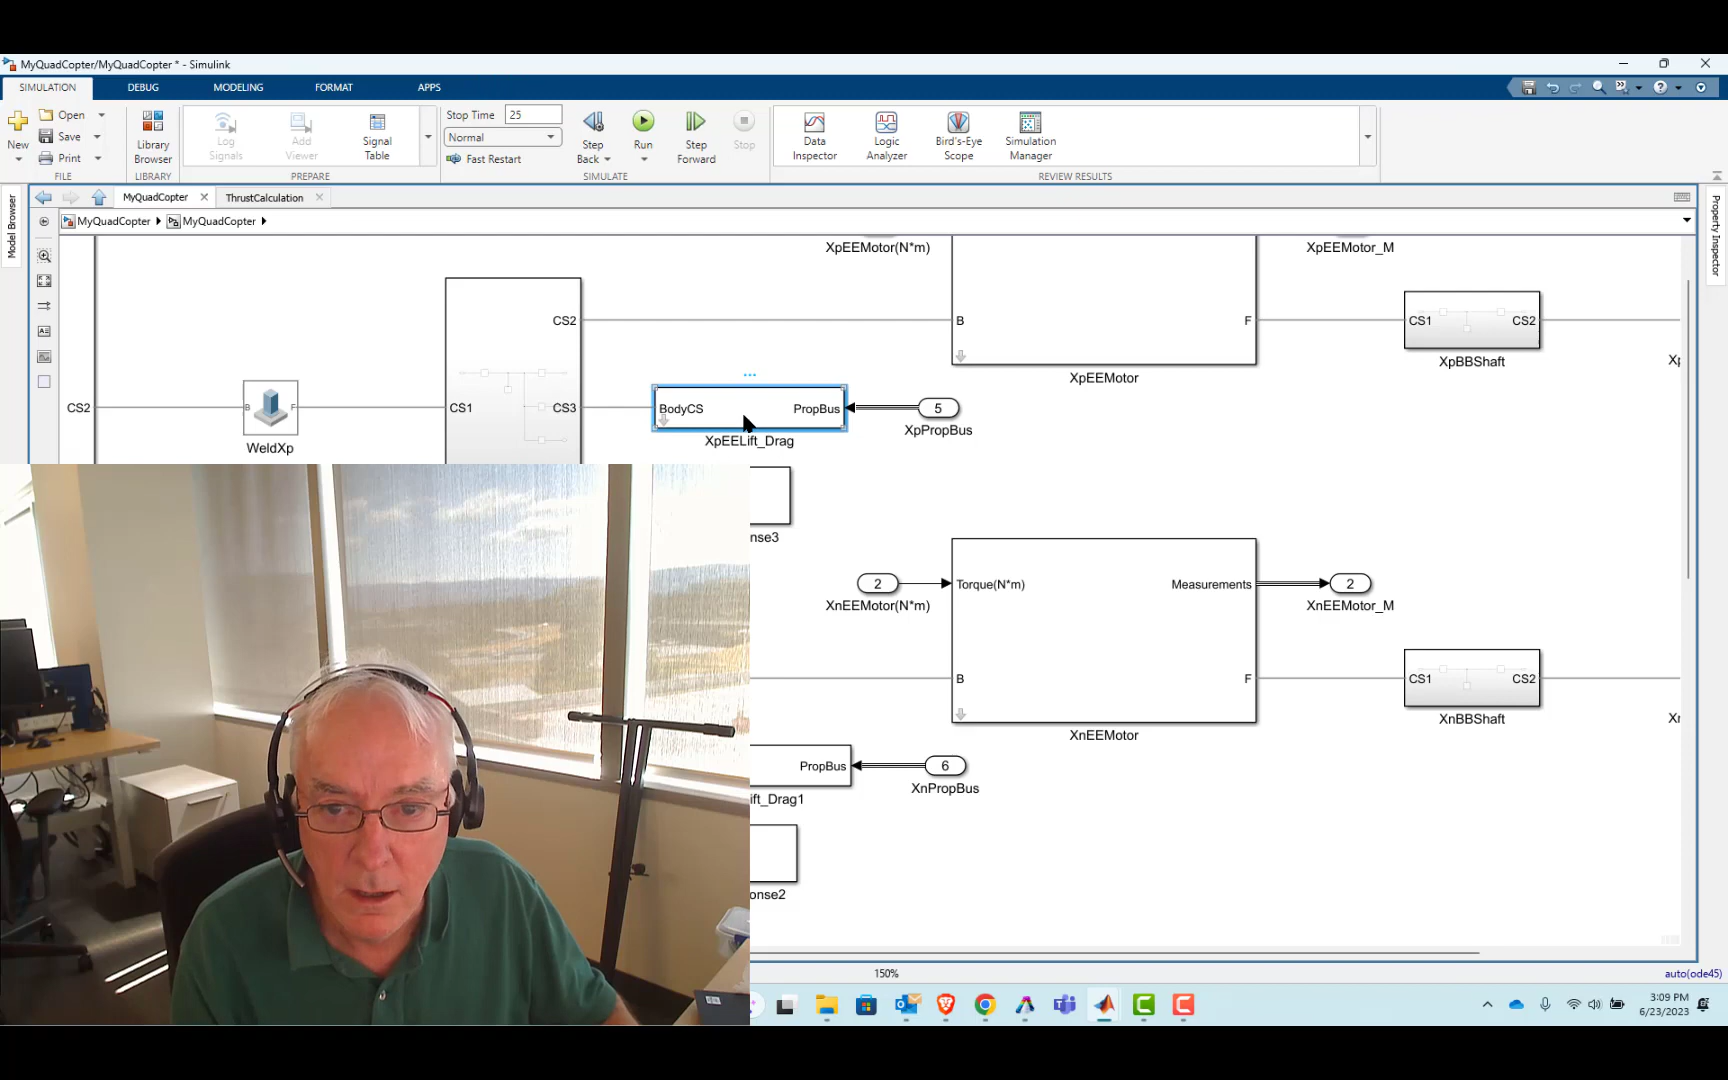 MyQuadCopter/MyQuadCopter * - Simulink
SIMULATION DEBUG MODELING FORMAT APPS
New
Open
Save
Print
FILE
Library Browser
LIBRARY
Log Signals
Add Viewer
Signal Table
PREPARE
Stop Time 25
Normal
Fast Restart
Step Back
Run
Step Forward
Stop
SIMULATE
Data Inspector
Logic Analyzer
Bird's-Eye Scope
Simulation Manager
REVIEW RESULTS
Model Browser
Property Inspector
MyQuadCopter ThrustCalculation
MyQuadCopter MyQuadCopter
XpEEMotor(N*m) XpEEMotor_M
CS2 B F CS1 CS2
XpEEMotor XpBBShaft
CS2 B F CS1 CS3 BodyCS PropBus 5
WeldXp XpEELift_Drag XpPropBus
nse3
2 Torque(N*m) Measurements 2
XnEEMotor(N*m) XnEEMotor_M
B F CS1 CS2
XnEEMotor XnBBShaft
PropBus 6
ift_Drag1 XnPropBus
onse2
150% auto(ode45)
3:09 PM
6/23/2023